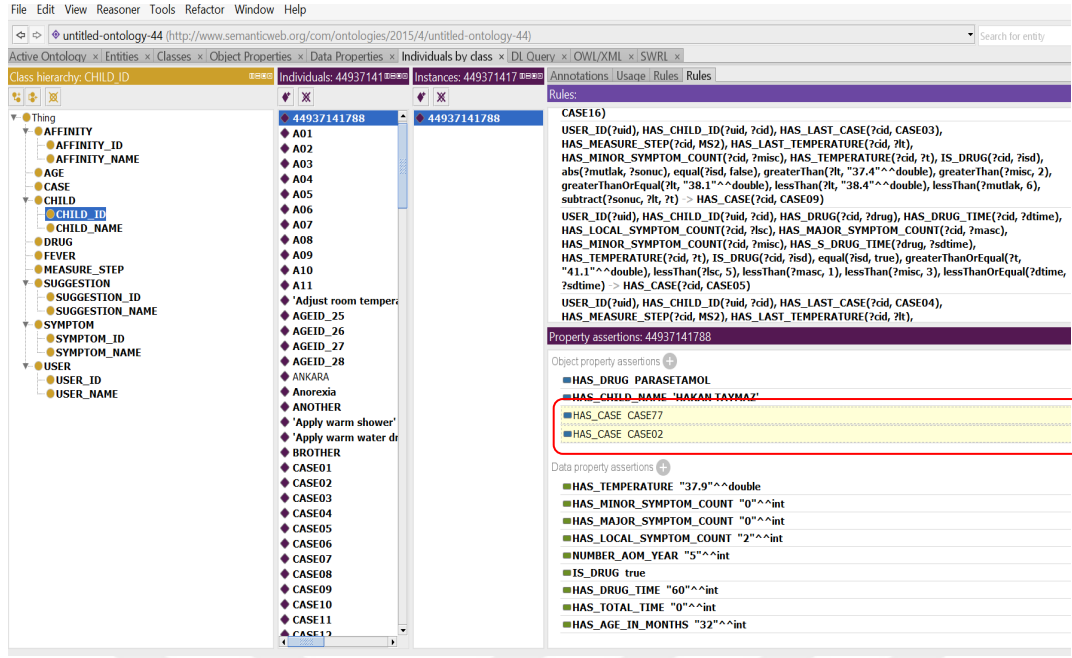 File Edit View Reasoner Tools Refactor Window Help
untitled-ontology-44 (http://www.semanticweb.org/com/ontologies/2015/4/untitled-ontology-44)
Search for entity
Active Ontology × Entities × Classes × Object Properties × Data Properties × Individuals by class × DL Query × OWL/XML × SWRL ×
Class hierarchy: CHILD_ID
Thing
AFFINITY
AFFINITY_ID
AFFINITY_NAME
AGE
CASE
CHILD
CHILD_ID
CHILD_NAME
DRUG
FEVER
MEASURE_STEP
SUGGESTION
SUGGESTION_ID
SUGGESTION_NAME
SYMPTOM
SYMPTOM_ID
SYMPTOM_NAME
USER
USER_ID
USER_NAME
Individuals: 44937141
44937141788
A01
A02
A03
A04
A05
A06
A07
A08
A09
A10
A11
'Adjust room tempera
AGEID_25
AGEID_26
AGEID_27
AGEID_28
ANKARA
Anorexia
ANOTHER
'Apply warm shower'
'Apply warm water dr
BROTHER
CASE01
CASE02
CASE03
CASE04
CASE05
CASE06
CASE07
CASE08
CASE09
CASE10
CASE11
CASE12
Instances: 449371417
44937141788
Annotations Usage Rules Rules
Rules:
CASE16)
USER_ID(?uid), HAS_CHILD_ID(?uid, ?cid), HAS_LAST_CASE(?cid, CASE03),
HAS_MEASURE_STEP(?cid, MS2), HAS_LAST_TEMPERATURE(?cid, ?lt),
HAS_MINOR_SYMPTOM_COUNT(?cid, ?misc), HAS_TEMPERATURE(?cid, ?t), IS_DRUG(?cid, ?isd),
abs(?mutlak, ?sonuc), equal(?isd, false), greaterThan(?lt, "37.4"^^double), greaterThan(?misc, 2),
greaterThanOrEqual(?lt, "38.1"^^double), lessThan(?lt, "38.4"^^double), lessThan(?mutlak, 6),
subtract(?sonuc, ?lt, ?t) -> HAS_CASE(?cid, CASE09)
USER_ID(?uid), HAS_CHILD_ID(?uid, ?cid), HAS_DRUG(?cid, ?drug), HAS_DRUG_TIME(?cid, ?dtime),
HAS_LOCAL_SYMPTOM_COUNT(?cid, ?lsc), HAS_MAJOR_SYMPTOM_COUNT(?cid, ?masc),
HAS_MINOR_SYMPTOM_COUNT(?cid, ?misc), HAS_S_DRUG_TIME(?drug, ?sdtime),
HAS_TEMPERATURE(?cid, ?t), IS_DRUG(?cid, ?isd), equal(?isd, true), greaterThanOrEqual(?t,
"41.1"^^double), lessThan(?lsc, 5), lessThan(?masc, 1), lessThan(?misc, 3), lessThanOrEqual(?dtime,
?sdtime) -> HAS_CASE(?cid, CASE05)
USER_ID(?uid), HAS_CHILD_ID(?uid, ?cid), HAS_LAST_CASE(?cid, CASE04),
HAS_MEASURE_STEP(?cid, MS2), HAS_LAST_TEMPERATURE(?cid, ?lt),
Property assertions: 44937141788
Object property assertions
HAS_DRUG PARASETAMOL
HAS_CHILD_NAME 'HAKAN TAYMAZ'
HAS_CASE CASE77
HAS_CASE CASE02
Data property assertions
HAS_TEMPERATURE "37.9"^^double
HAS_MINOR_SYMPTOM_COUNT "0"^^int
HAS_MAJOR_SYMPTOM_COUNT "0"^^int
HAS_LOCAL_SYMPTOM_COUNT "2"^^int
NUMBER_AOM_YEAR "5"^^int
IS_DRUG true
HAS_DRUG_TIME "60"^^int
HAS_TOTAL_TIME "0"^^int
HAS_AGE_IN_MONTHS "32"^^int